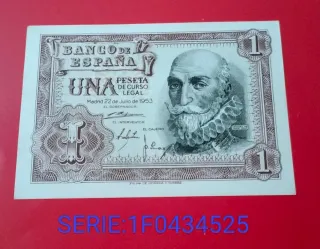 1
BANCO DE
ESPAÑA
UNA PESETA
DE CURSO
LEGAL
Madrid 22 de Julio de 1953
EL GOBERNADOR
EL INTERVENTOR
EL CAJERO
1
1
SERIE:1F0434525